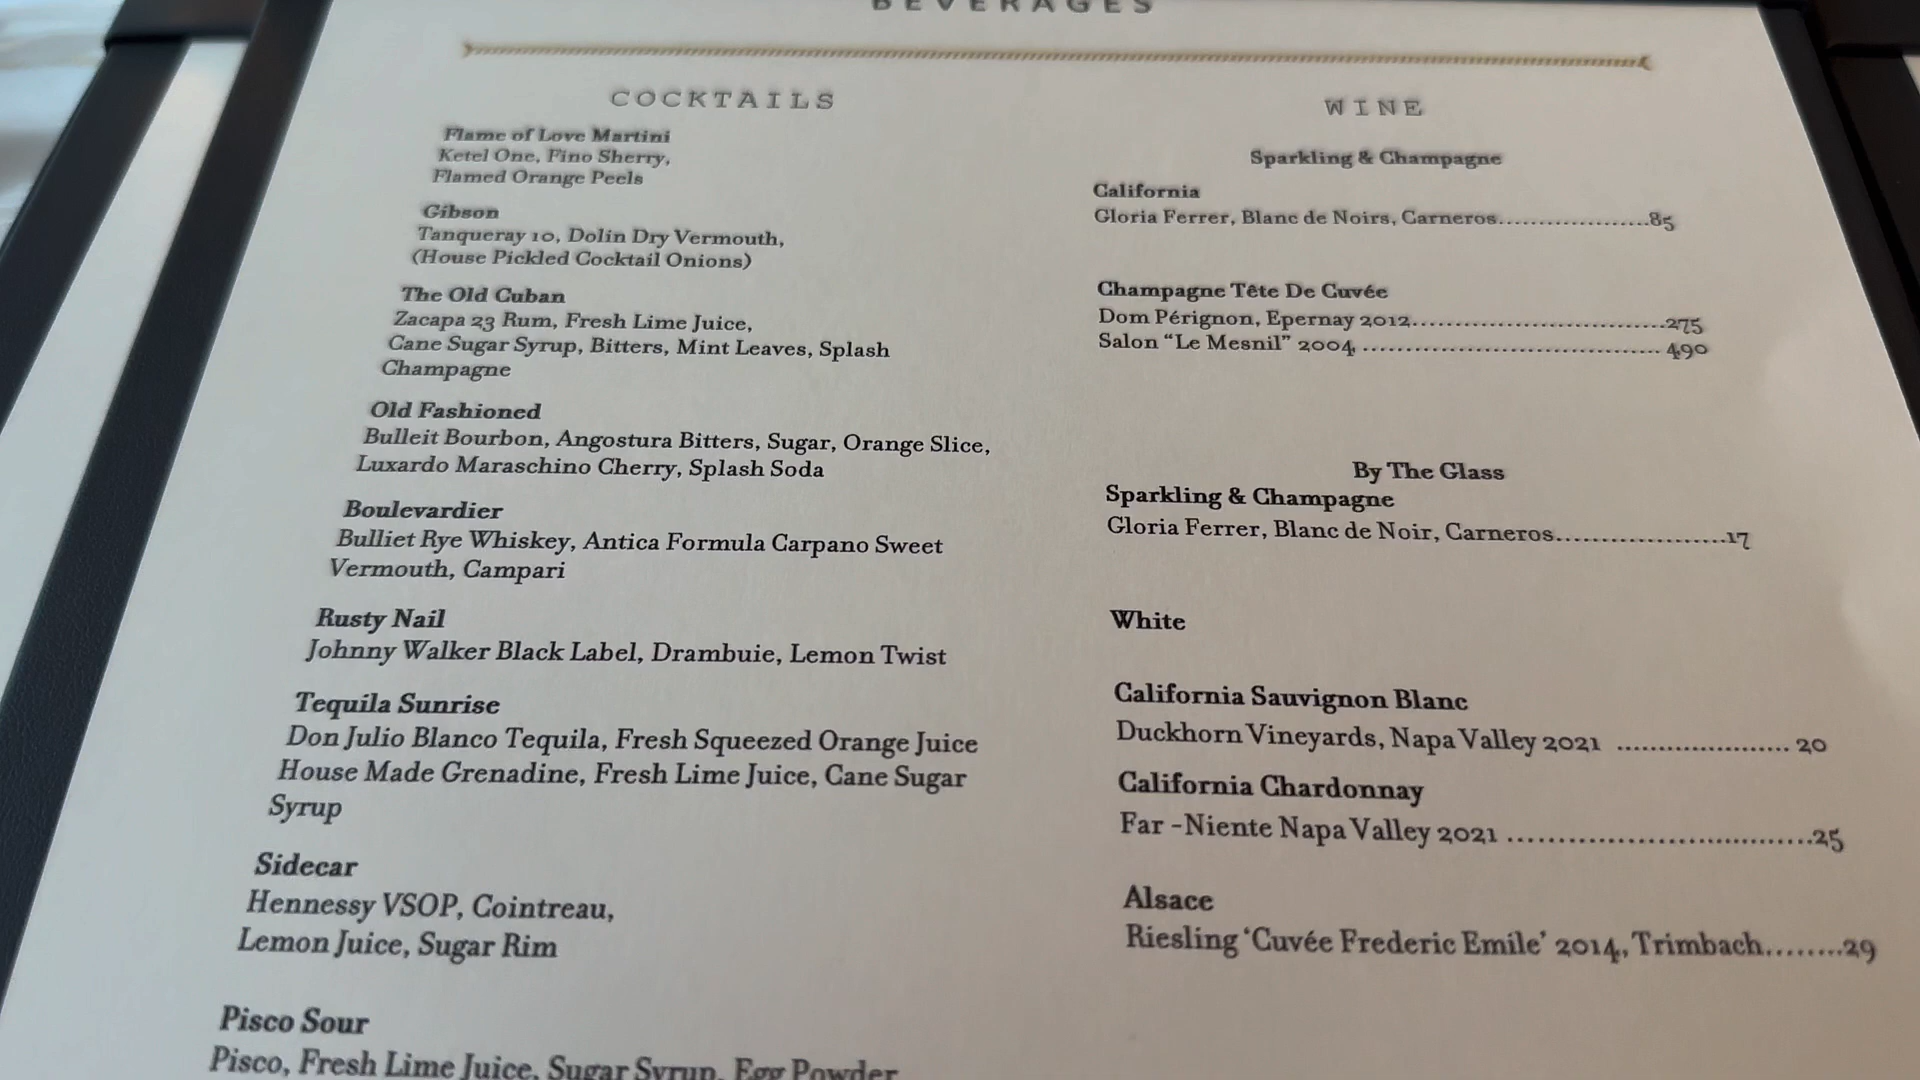 BEVERAGES
COCKTAILS
Flame of Love Martini
Ketel One, Fino Sherry,
Flamed Orange Peels
Gibson
Tanqueray 10, Dolin Dry Vermouth,
(House Pickled Cocktail Onions)
The Old Cuban
Zacapa 23 Rum, Fresh Lime Juice,
Cane Sugar Syrup, Bitters, Mint Leaves, Splash
Champagne
Old Fashioned
Bulleit Bourbon, Angostura Bitters, Sugar, Orange Slice,
Luxardo Maraschino Cherry, Splash Soda
Boulevardier
Bulliet Rye Whiskey, Antica Formula Carpano Sweet
Vermouth, Campari
Rusty Nail
Johnny Walker Black Label, Drambuie, Lemon Twist
Tequila Sunrise
Don Julio Blanco Tequila, Fresh Squeezed Orange Juice
House Made Grenadine, Fresh Lime Juice, Cane Sugar
Syrup
Sidecar
Hennessy VSOP, Cointreau,
Lemon Juice, Sugar Rim
Pisco Sour
Pisco, Fresh Lime Juice, Sugar Syrup, Egg Powder
WINE
Sparkling & Champagne
California
Gloria Ferrer, Blanc de Noirs, Carneros...................85
Champagne Tête De Cuvée
Dom Pérignon, Epernay 2012................................275
Salon “Le Mesnil” 2004 ..................................... 490
By The Glass
Sparkling & Champagne
Gloria Ferrer, Blanc de Noir, Carneros....................17
White
California Sauvignon Blanc
Duckhorn Vineyards, Napa Valley 2021 ...................... 20
California Chardonnay
Far -Niente Napa Valley 2021 .................................25
Alsace
Riesling ‘Cuvée Frederic Emile’ 2014, Trimbach........29